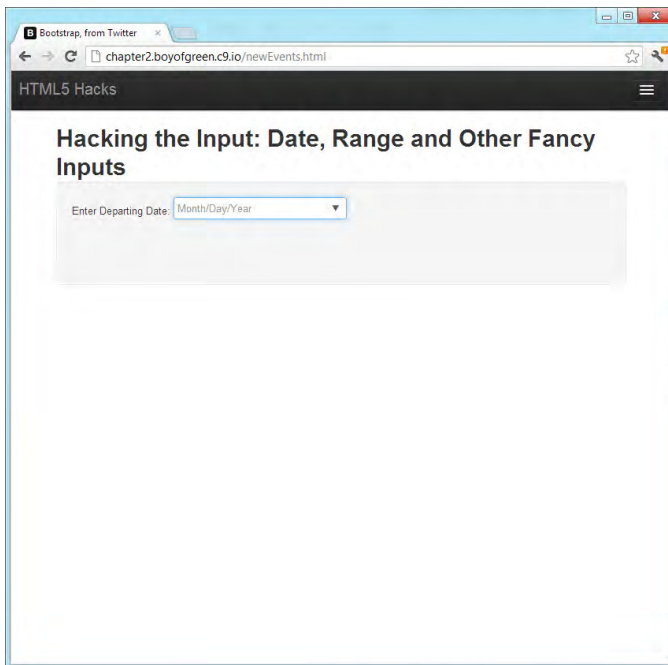 B Bootstrap, from Twitter ×
chapter2.boyofgreen.c9.io/newEvents.html
HTML5 Hacks
Hacking the Input: Date, Range and Other Fancy
Inputs
Enter Departing Date: Month/Day/Year